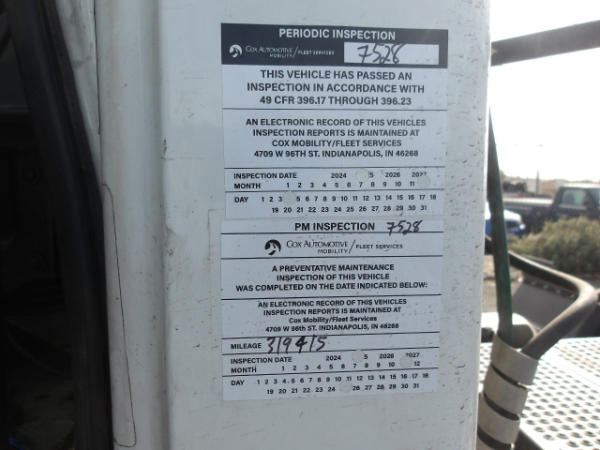 PERIODIC INSPECTION
COX AUTOMOTIVE MOBILITY / FLEET SERVICES 7528
THIS VEHICLE HAS PASSED AN
INSPECTION IN ACCORDANCE WITH
49 CFR 396.17 THROUGH 396.23
AN ELECTRONIC RECORD OF THIS VEHICLES
INSPECTION REPORTS IS MAINTAINED AT
COX MOBILITY/FLEET SERVICES
4709 W 96TH ST. INDIANAPOLIS, IN 46268
INSPECTION DATE 2024 5 2026
MONTH 1 2 3 4 5 6 7 8 9 10 11
DAY 1 2 3 5 6 7 8 9 10 11 12 13 14 15 16 17 18
19 20 21 22 23 24 25 26 27 28 29 30 31
PM INSPECTION 7528
COX AUTOMOTIVE MOBILITY / FLEET SERVICES
A PREVENTATIVE MAINTENANCE
INSPECTION OF THIS VEHICLE
WAS COMPLETED ON THE DATE INDICATED BELOW:
AN ELECTRONIC RECORD OF THIS VEHICLES
INSPECTION REPORTS IS MAINTAINED AT
Cox Mobility/Fleet Services
4709 W 96th ST. INDIANAPOLIS, IN 46268
MILEAGE 319415
INSPECTION DATE 2024 5 2026 2027
MONTH 1 2 3 4 5 6 7 8 9 10 12
DAY 1 2 3 4 5 6 7 8 9 10 11 12 13 14 15 16 17 18
19 20 21 22 23 24 26 27 28 29 30 31